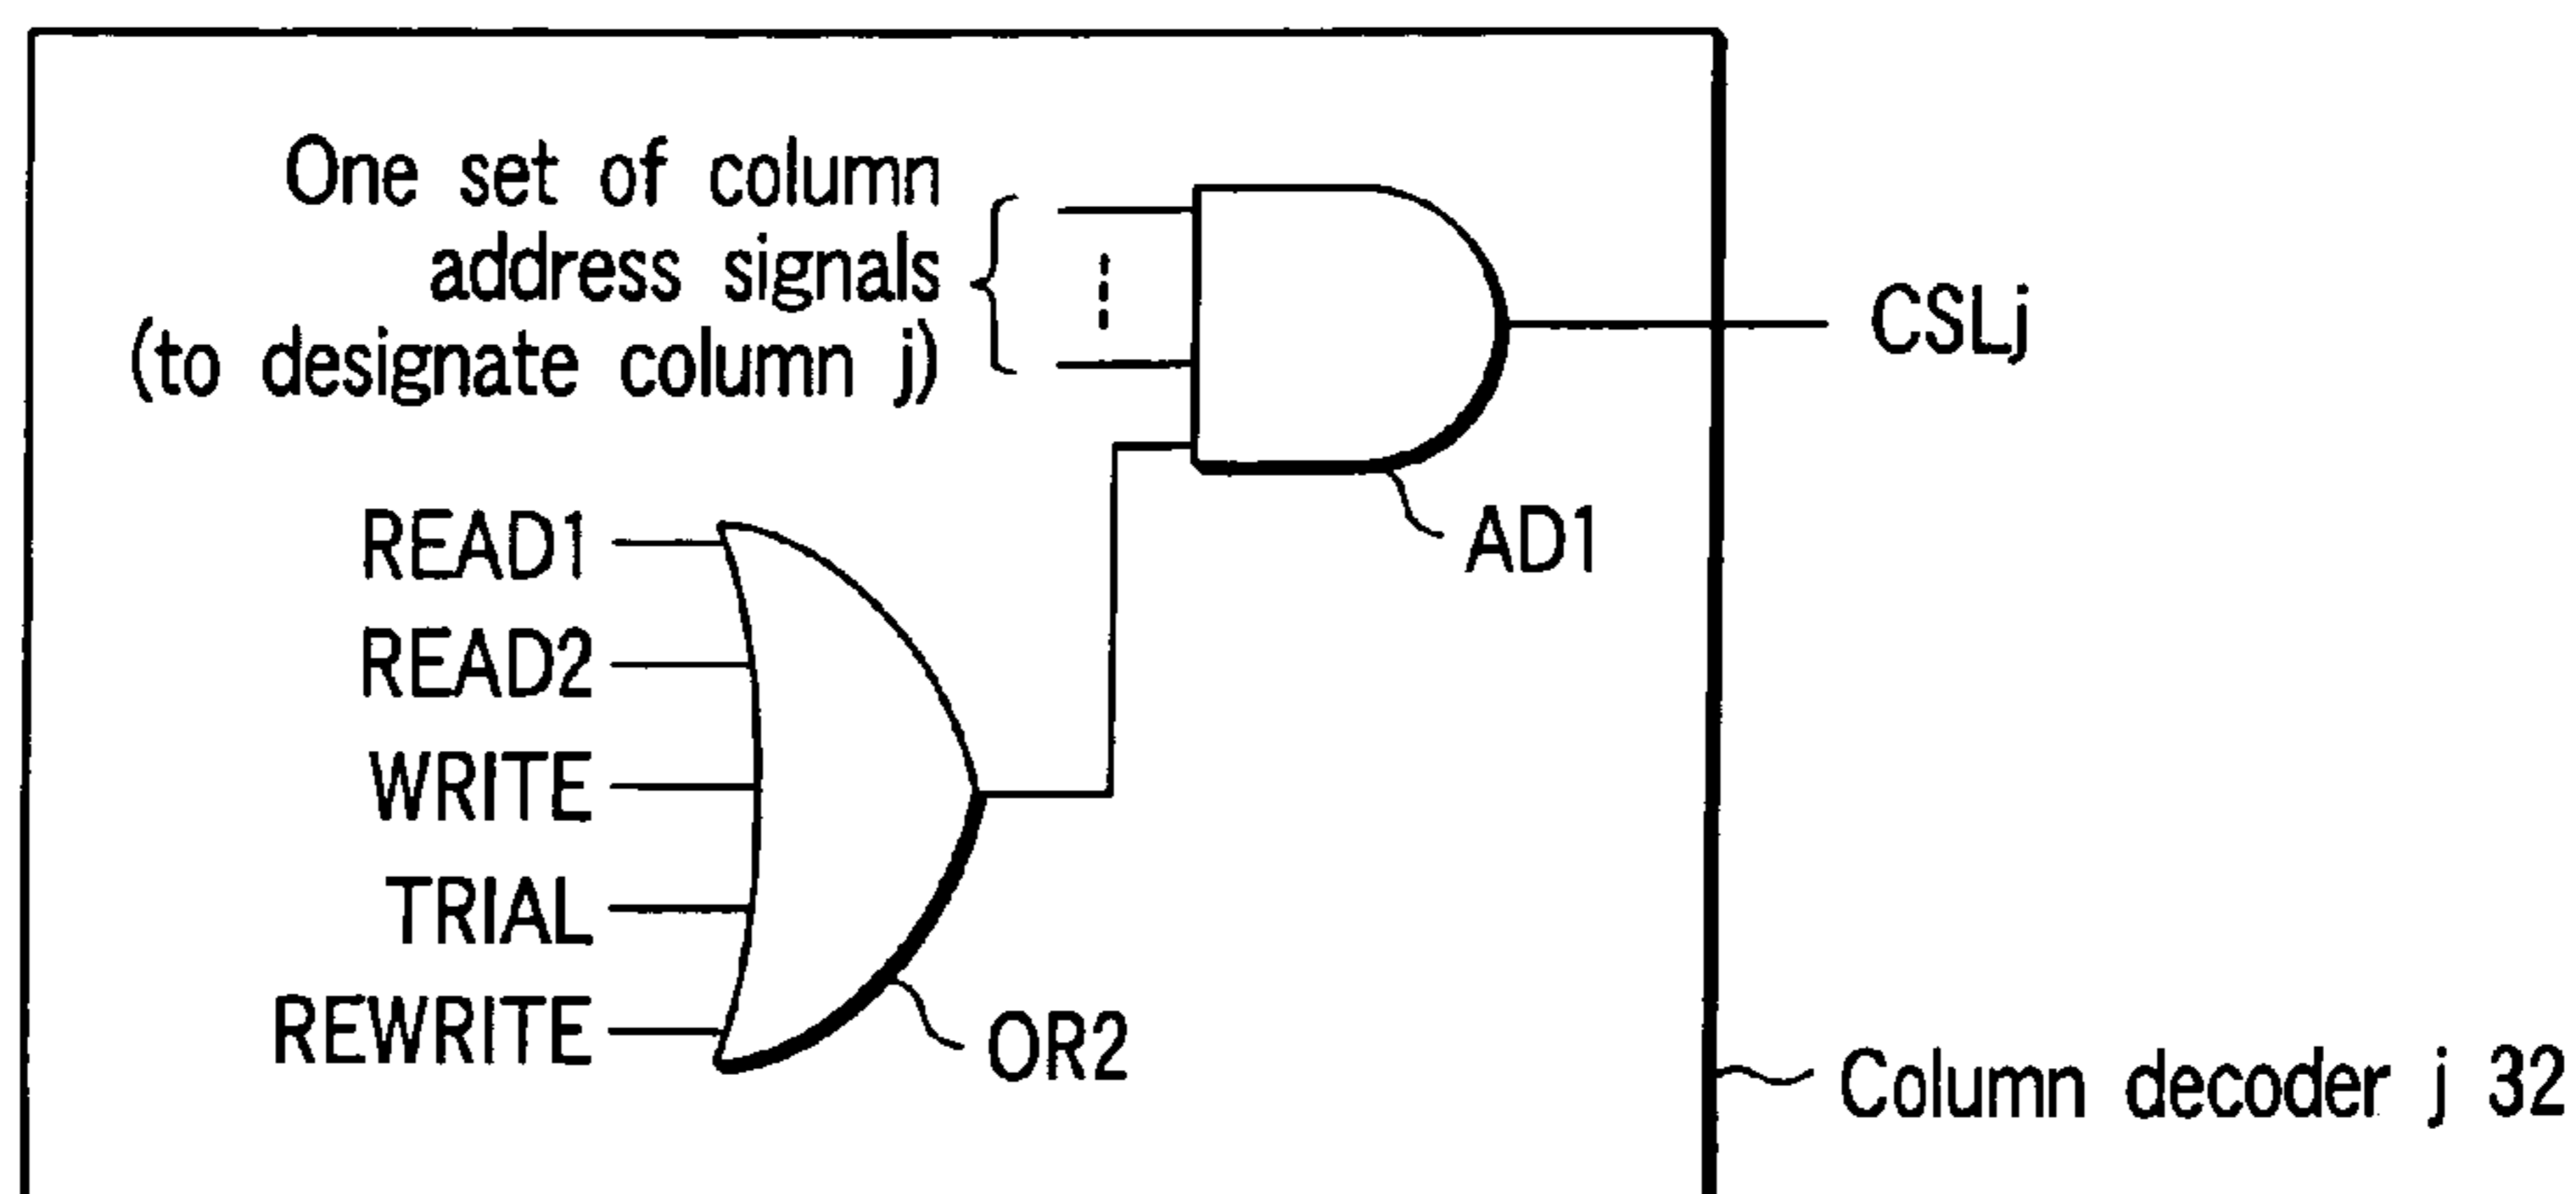 One set of column
address signals
(to designate column j)
CSLj
AD1
READ1
READ2
WRITE
TRIAL
REWRITE
OR2
Column decoder j 32